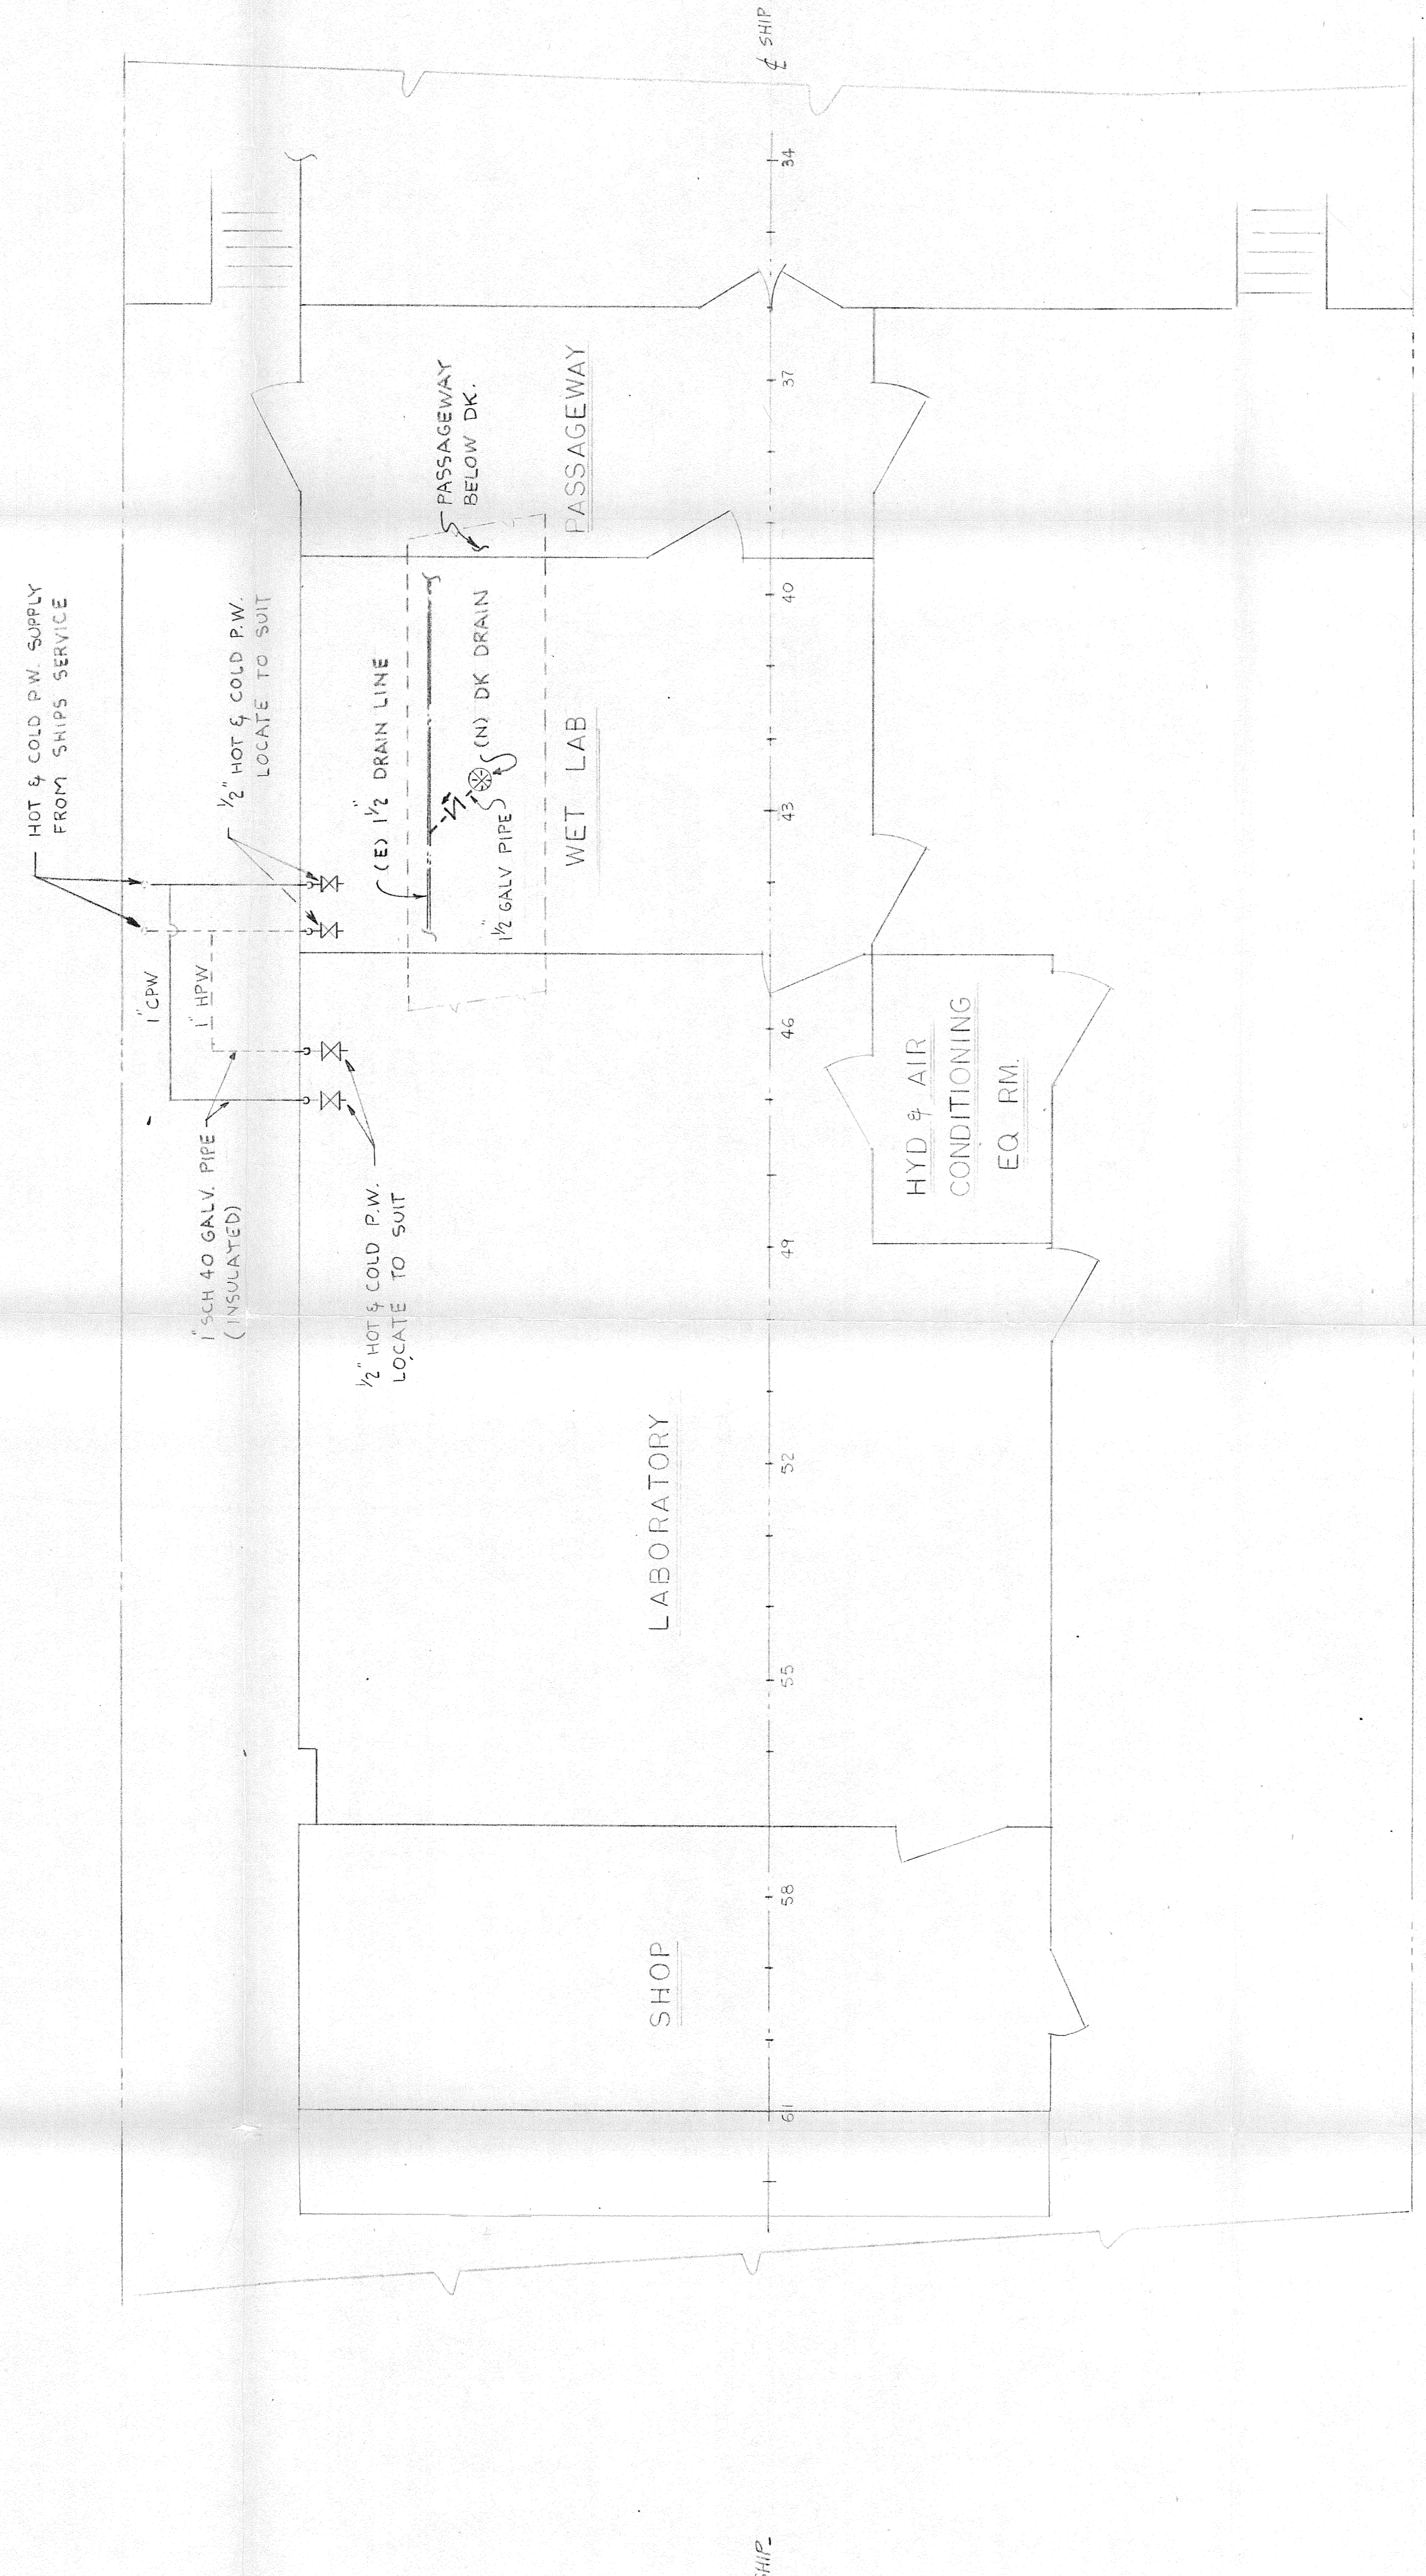 HOT & COLD P.W. SUPPLY
FROM SHIPS SERVICE
1/2" HOT & COLD P.W.
LOCATE TO SUIT
1" CPW
1" HPW
1" SCH 40 GALV. PIPE
(INSULATED)
1/2" HOT & COLD P.W.
LOCATE TO SUIT
(E) 1 1/2" DRAIN LINE
PASSAGEWAY
BELOW DK.
(N) DK DRAIN
1 1/2" GALV PIPE
PASSAGEWAY
WET LAB
LABORATORY
SHOP
HYD & AIR
CONDITIONING
EQ RM.
℄ SHIP
34
37
40
43
46
49
52
55
58
61
SHIP